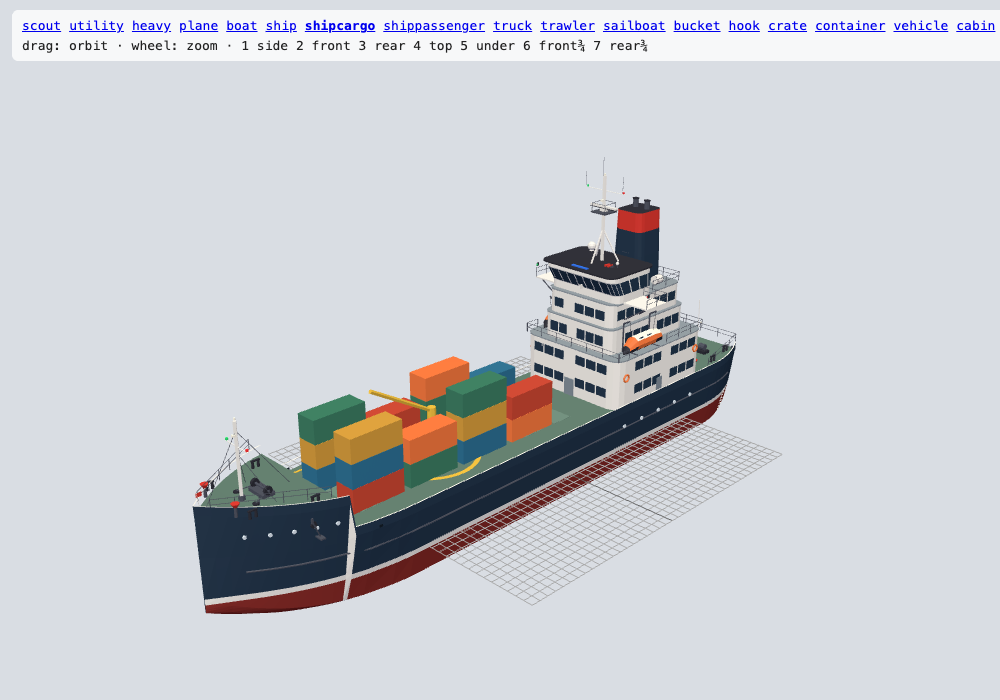 scout utility heavy plane boat ship shipcargo shippassenger truck trawler sailboat bucket hook crate container vehicle cabin
drag: orbit · wheel: zoom · 1 side 2 front 3 rear 4 top 5 under 6 front¾ 7 rear¾